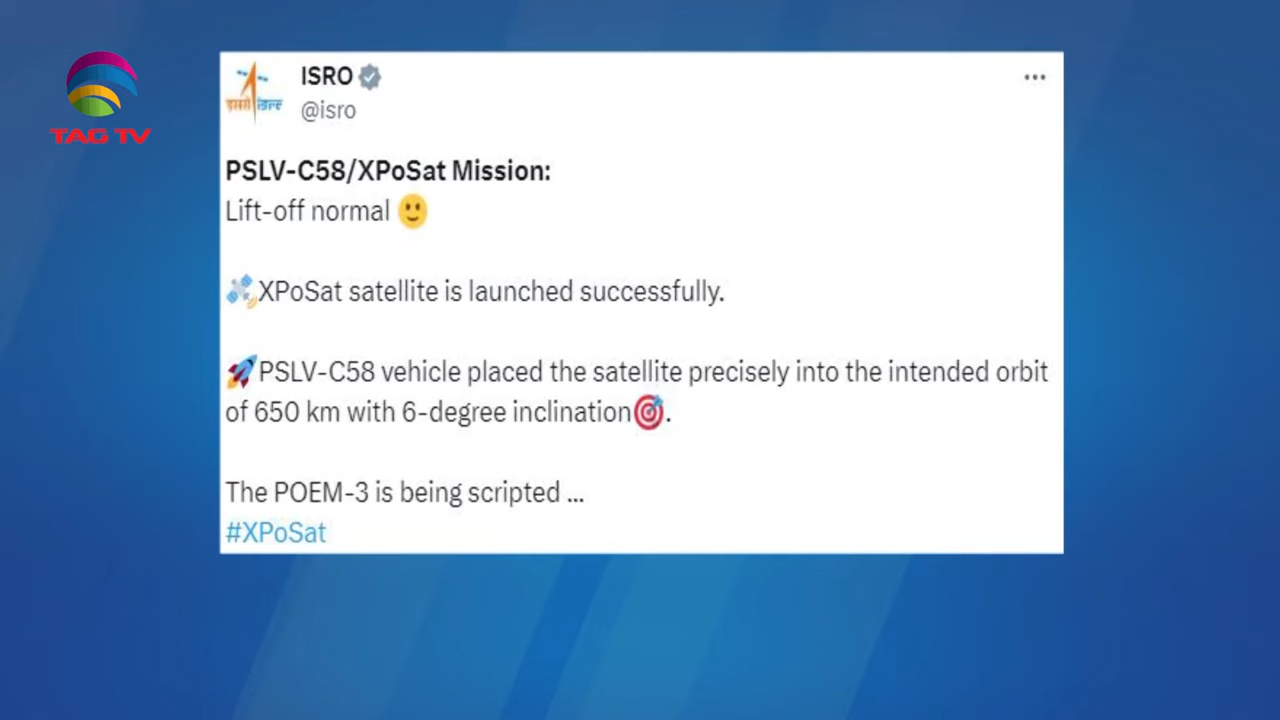 TAG TV
ISRO
इसरो isro
@isro
PSLV-C58/XPoSat Mission:
Lift-off normal 🙂
🛰️XPoSat satellite is launched successfully.
🚀PSLV-C58 vehicle placed the satellite precisely into the intended orbit
of 650 km with 6-degree inclination🎯.
The POEM-3 is being scripted ...
#XPoSat